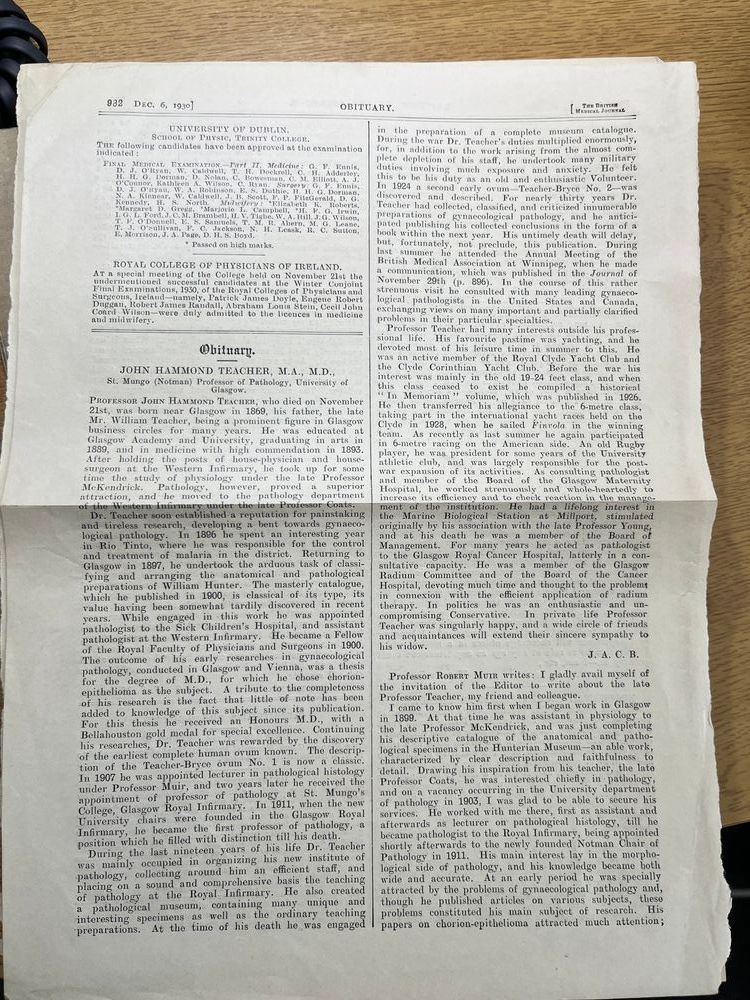 932 DEC. 6, 1930]
OBITUARY.
[ THE BRITISH
MEDICAL JOURNAL
UNIVERSITY OF DUBLIN.
SCHOOL OF PHYSIC, TRINITY COLLEGE.
THE following candidates have been approved at the examination
indicated :
FINAL MEDICAL EXAMINATION.—Part II, Medicine: G. F. Ennis,
D. J. O'Ryan, W. Caldwell, T. H. Dockrell, C. H. Adderley,
H. H. G. Dorman, D. Nolan, C. Boweeman, C. M. Elliott, A. J.
O'Connor, Kathleen A. Wilson, C. Ryan. Surgery: G. F. Ennis,
D. J. O'Ryan, W. A. Robinson, E. S. Duthie, H. H. G. Dorman,
N. A. Kinnear, W. Caldwell, J. B. Scott, F. P. FitzGerald, D. G.
Kennedy, H. S. North. Midwifery: *Elizabeth K. Roberts,
*Margaret D. Gregg, *Marjorie L. Campbell, *H. F. G. Irwin,
I. G. L. Ford, J. C. M. Brambell, H. V. Tighe, W. A. Hill, J. G. Wilson,
T. F. O'Donnell, E. S. Samuels, T. M. R. Ahern, M. G. Leane,
T. J. O'Sullivan, F. C. Jackson, N. H. Leask, R. C. Sutton,
E. Morrison, J. A. Page, D. H. S. Boyd.
* Passed on high marks.
ROYAL COLLEGE OF PHYSICIANS OF IRELAND.
At a special meeting of the College held on November 21st the
undermentioned successful candidates at the Winter Conjoint
Final Examinations, 1930, of the Royal Colleges of Physicians and
Surgeons, Ireland—namely, Patrick James Doyle, Eugene Robert
Duggan, Robert James Randall, Abraham Louis Stein, Cecil John
Coard Wilson—were duly admitted to the licences in medicine
and midwifery.
Obituary.
JOHN HAMMOND TEACHER, M.A., M.D.,
St. Mungo (Notman) Professor of Pathology, University of
Glasgow.
PROFESSOR JOHN HAMMOND TEACHER, who died on November
21st, was born near Glasgow in 1869, his father, the late
Mr. William Teacher, being a prominent figure in Glasgow
business circles for many years. He was educated at
Glasgow Academy and University, graduating in arts in
1889, and in medicine with high commendation in 1893.
After holding the posts of house-physician and house-
surgeon at the Western Infirmary, he took up for some
time the study of physiology under the late Professor
McKendrick. Pathology, however, proved a superior
attraction, and he moved to the pathology department
of the Western Infirmary under the late Professor Coats.
Dr. Teacher soon established a reputation for painstaking
and tireless research, developing a bent towards gynaeco-
logical pathology. In 1896 he spent an interesting year
in Rio Tinto, where he was responsible for the control
and treatment of malaria in the district. Returning to
Glasgow in 1897, he undertook the arduous task of classi-
fying and arranging the anatomical and pathological
preparations of William Hunter. The masterly catalogue,
which he published in 1900, is classical of its type, its
value having been somewhat tardily discovered in recent
years. While engaged in this work he was appointed
pathologist to the Sick Children's Hospital, and assistant
pathologist at the Western Infirmary. He became a Fellow
of the Royal Faculty of Physicians and Surgeons in 1900.
The outcome of his early researches in gynaecological
pathology, conducted in Glasgow and Vienna, was a thesis
for the degree of M.D., for which he chose chorion-
epithelioma as the subject. A tribute to the completeness
of his research is the fact that little of note has been
added to knowledge of this subject since its publication.
For this thesis he received an Honours M.D., with a
Bellahouston gold medal for special excellence. Continuing
his researches, Dr. Teacher was rewarded by the discovery
of the earliest complete human ovum known. The descrip-
tion of the Teacher-Bryce ovum No. 1 is now a classic.
In 1907 he was appointed lecturer in pathological histology
under Professor Muir, and two years later he received the
appointment of professor of pathology at St. Mungo's
College, Glasgow Royal Infirmary. In 1911, when the new
University chairs were founded in the Glasgow Royal
Infirmary, he became the first professor of pathology, a
position which he filled with distinction till his death.
During the last nineteen years of his life Dr. Teacher
was mainly occupied in organizing his new institute of
pathology, collecting around him an efficient staff, and
placing on a sound and comprehensive basis the teaching
of pathology at the Royal Infirmary. He also created
a pathological museum, containing many unique and
interesting specimens as well as the ordinary teaching
preparations. At the time of his death he was engaged
in the preparation of a complete museum catalogue.
During the war Dr. Teacher's duties multiplied enormously,
for, in addition to the work arising from the almost com-
plete depletion of his staff, he undertook many military
duties involving much exposure and anxiety. He felt
this to be his duty as an old and enthusiastic Volunteer.
In 1924 a second early ovum—Teacher-Bryce No. 2—was
discovered and described. For nearly thirty years Dr.
Teacher had collected, classified, and criticized innumerable
preparations of gynaecological pathology, and he antici-
pated publishing his collected conclusions in the form of a
book within the next year. His untimely death will delay,
but, fortunately, not preclude, this publication. During
last summer he attended the Annual Meeting of the
British Medical Association at Winnipeg, when he made
a communication, which was published in the Journal of
November 29th (p. 896). In the course of this rather
strenuous visit he consulted with many leading gynaeco-
logical pathologists in the United States and Canada,
exchanging views on many important and partially clarified
problems in their particular specialties.
Professor Teacher had many interests outside his profes-
sional life. His favourite pastime was yachting, and he
devoted most of his leisure time in summer to this. He
was an active member of the Royal Clyde Yacht Club and
the Clyde Corinthian Yacht Club. Before the war his
interest was mainly in the old 19-24 feet class, and when
this class ceased to exist he compiled a historical
" In Memoriam " volume, which was published in 1926.
He then transferred his allegiance to the 6-metre class,
taking part in the international yacht races held on the
Clyde in 1928, when he sailed Finvola in the winning
team. As recently as last summer he again participated
in 6-metre racing on the American side. An old Rugby
player, he was president for some years of the University
athletic club, and was largely responsible for the post-
war expansion of its activities. As consulting pathologist
and member of the Board of the Glasgow Maternity
Hospital, he worked strenuously and whole-heartedly to
increase its efficiency and to check reaction in the manage-
ment of the institution. He had a lifelong interest in
the Marine Biological Station at Millport, stimulated
originally by his association with the late Professor Young,
and at his death he was a member of the Board of
Management. For many years he acted as pathologist
to the Glasgow Royal Cancer Hospital, latterly in a con-
sultative capacity. He was a member of the Glasgow
Radium Committee and of the Board of the Cancer
Hospital, devoting much time and thought to the problems
in connexion with the efficient application of radium
therapy. In politics he was an enthusiastic and un-
compromising Conservative. In private life Professor
Teacher was singularly happy, and a wide circle of friends
and acquaintances will extend their sincere sympathy to
his widow.
J. A. C. B.
Professor ROBERT MUIR writes: I gladly avail myself of
the invitation of the Editor to write about the late
Professor Teacher, my friend and colleague.
I came to know him first when I began work in Glasgow
in 1899. At that time he was assistant in physiology to
the late Professor McKendrick, and was just completing
his descriptive catalogue of the anatomical and patho-
logical specimens in the Hunterian Museum—an able work,
characterized by clear description and faithfulness to
detail. Drawing his inspiration from his teacher, the late
Professor Coats, he was interested chiefly in pathology,
and on a vacancy occurring in the University department
of pathology in 1903, I was glad to be able to secure his
services. He worked with me there, first as assistant and
afterwards as lecturer on pathological histology, till he
became pathologist to the Royal Infirmary, being appointed
shortly afterwards to the newly founded Notman Chair of
Pathology in 1911. His main interest lay in the morpho-
logical side of pathology, and his knowledge became both
wide and accurate. At an early period he was specially
attracted by the problems of gynaecological pathology and,
though he published articles on various subjects, these
problems constituted his main subject of research. His
papers on chorion-epithelioma attracted much attention;